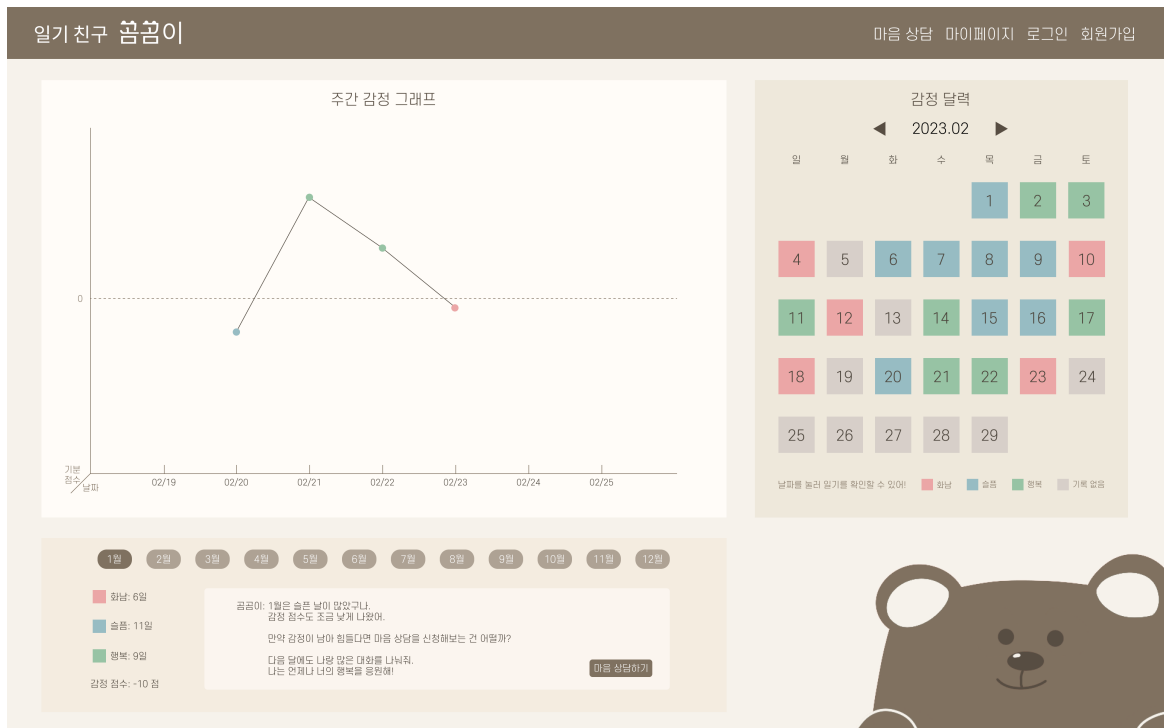 일기 친구 곰곰이
마음 상담 마이페이지 로그인 회원가입
주간 감정 그래프
0
기분
점수
날짜
02/19 02/20 02/21 02/22 02/23 02/24 02/25
감정 달력
◀ 2023.02 ▶
일 월 화 수 목 금 토
1 2 3
4 5 6 7 8 9 10
11 12 13 14 15 16 17
18 19 20 21 22 23 24
25 26 27 28 29
날짜를 눌러 일기를 확인할 수 있어! 화남 슬픔 행복 기록 없음
1월 2월 3월 4월 5월 6월 7월 8월 9월 10월 11월 12월
화남: 6일
슬픔: 11일
행복: 9일
감정 점수: -10 점
곰곰이: 1월은 슬픈 날이 많았구나.
감정 점수도 조금 낮게 나왔어.
만약 감정이 남아 힘들다면 마음 상담을 신청해보는 건 어떨까?
다음 달에도 나랑 많은 대화를 나눠줘.
나는 언제나 너의 행복을 응원해!
마음 상담하기